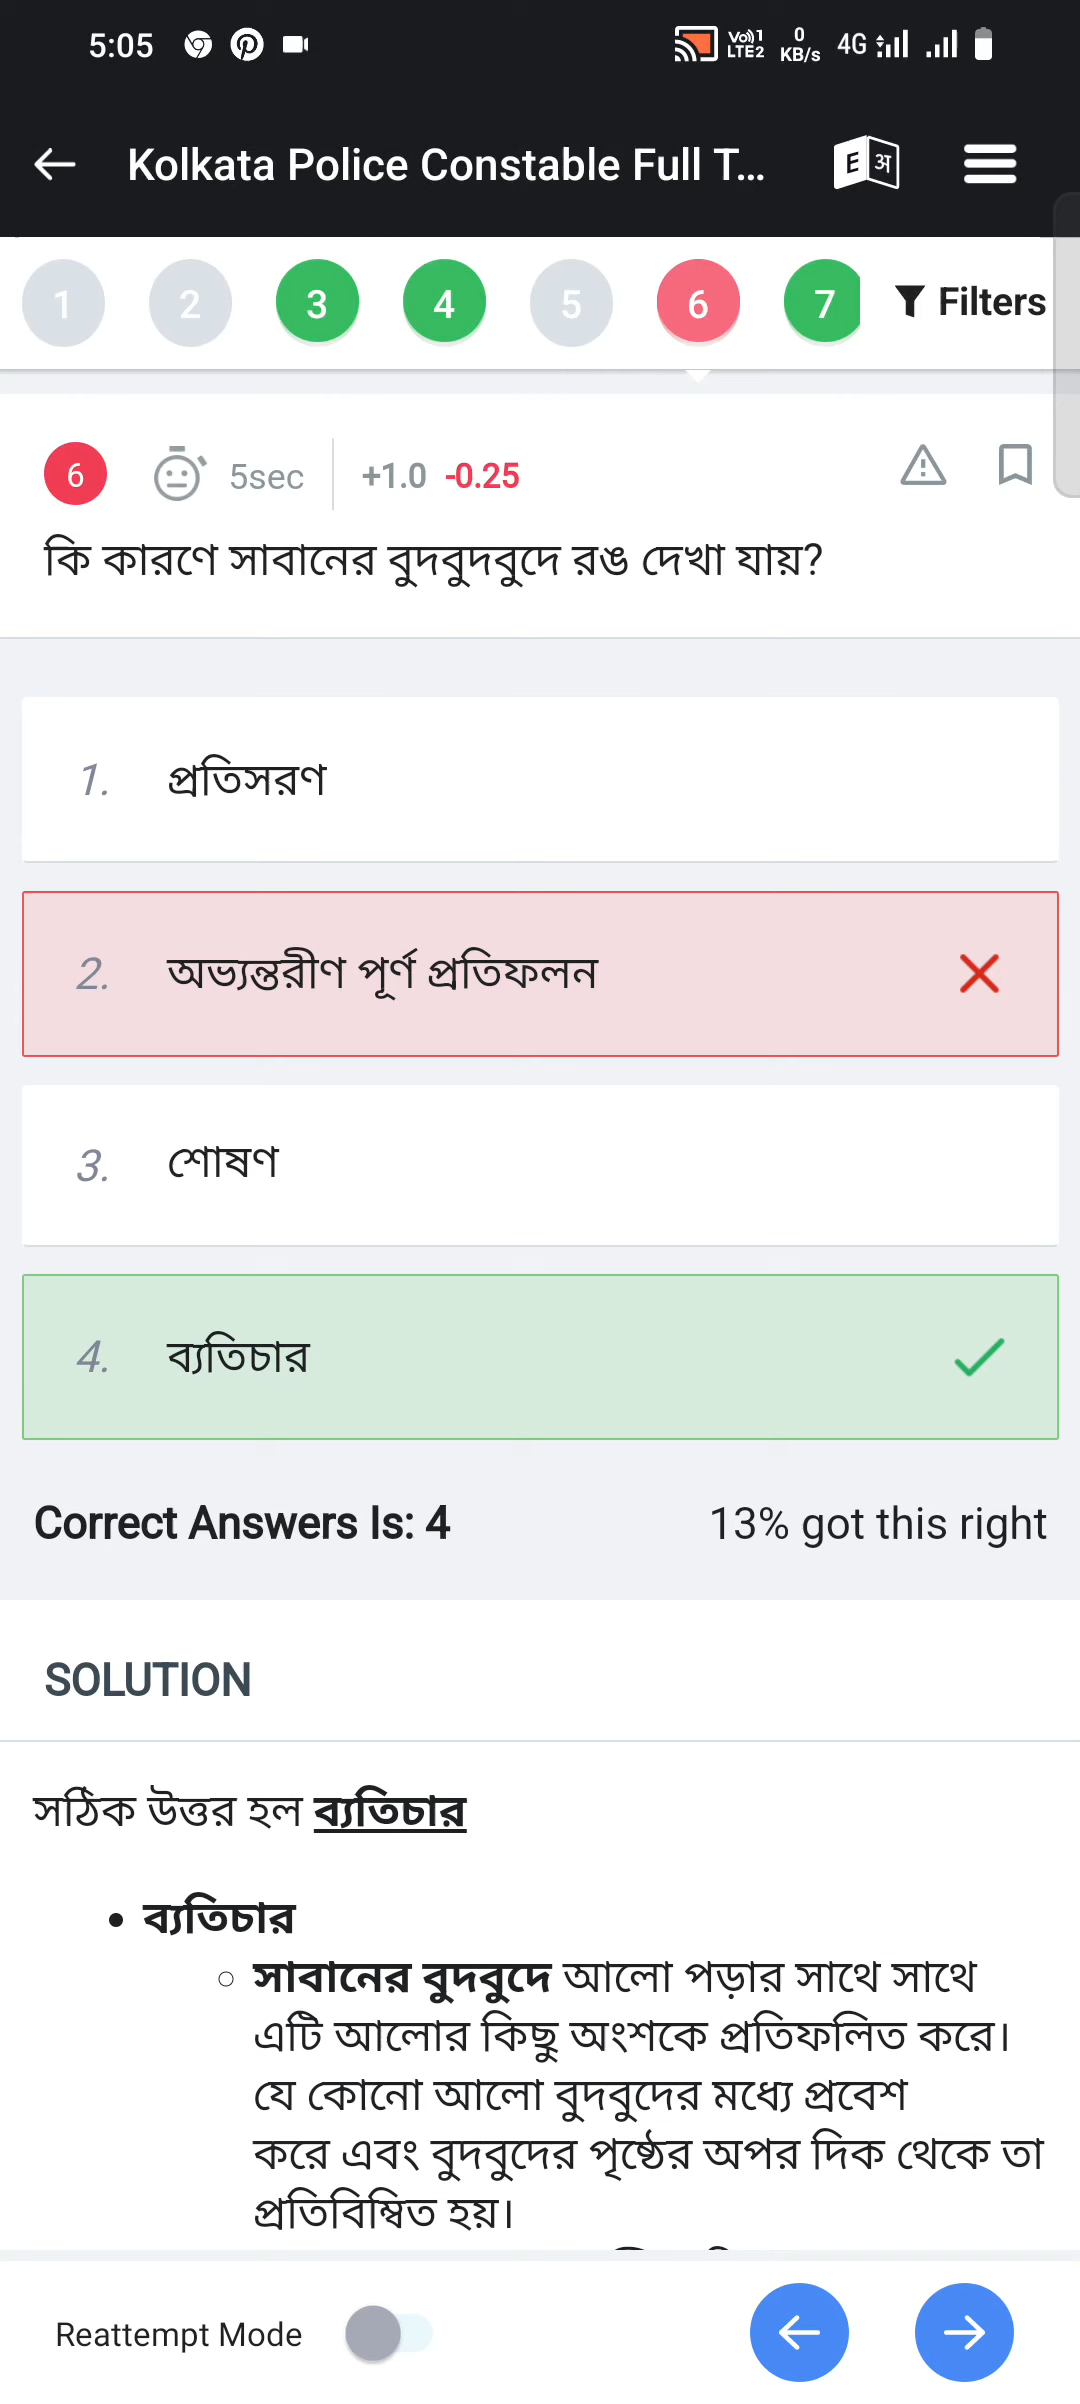 5:05
Vo))1 LTE2 0 KB/s 4G
Kolkata Police Constable Full T... E अ
1 2 3 4 5 6 7 Filters
6 5sec +1.0 -0.25
কি কারণে সাবানের বুদবুদবুদে রঙ দেখা যায়?
1. প্রতিসরণ
2. অভ্যন্তরীণ পূর্ণ প্রতিফলন
3. শোষণ
4. ব্যতিচার
Correct Answers Is: 4 13% got this right
SOLUTION
সঠিক উত্তর হল ব্যতিচার
• ব্যতিচার
○ সাবানের বুদবুদে আলো পড়ার সাথে সাথে
এটি আলোর কিছু অংশকে প্রতিফলিত করে।
যে কোনো আলো বুদবুদের মধ্যে প্রবেশ
করে এবং বুদবুদের পৃষ্ঠের অপর দিক থেকে তা
প্রতিবিম্বিত হয়।
Reattempt Mode